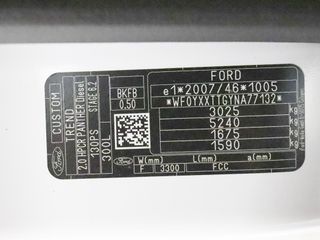 CUSTOM
TREND
2.0 HPCR PANTHER Diesel
130PS STAGE 6.2
300L
BKFB
0.50
Ford
FORD
e1*2007/46*1005
*WF0YXXTTGYNA77132*
3025 kg
5240 kg
1675 kg
1590 kg
W(mm) L(mm) a(mm)
F 3300 FCC